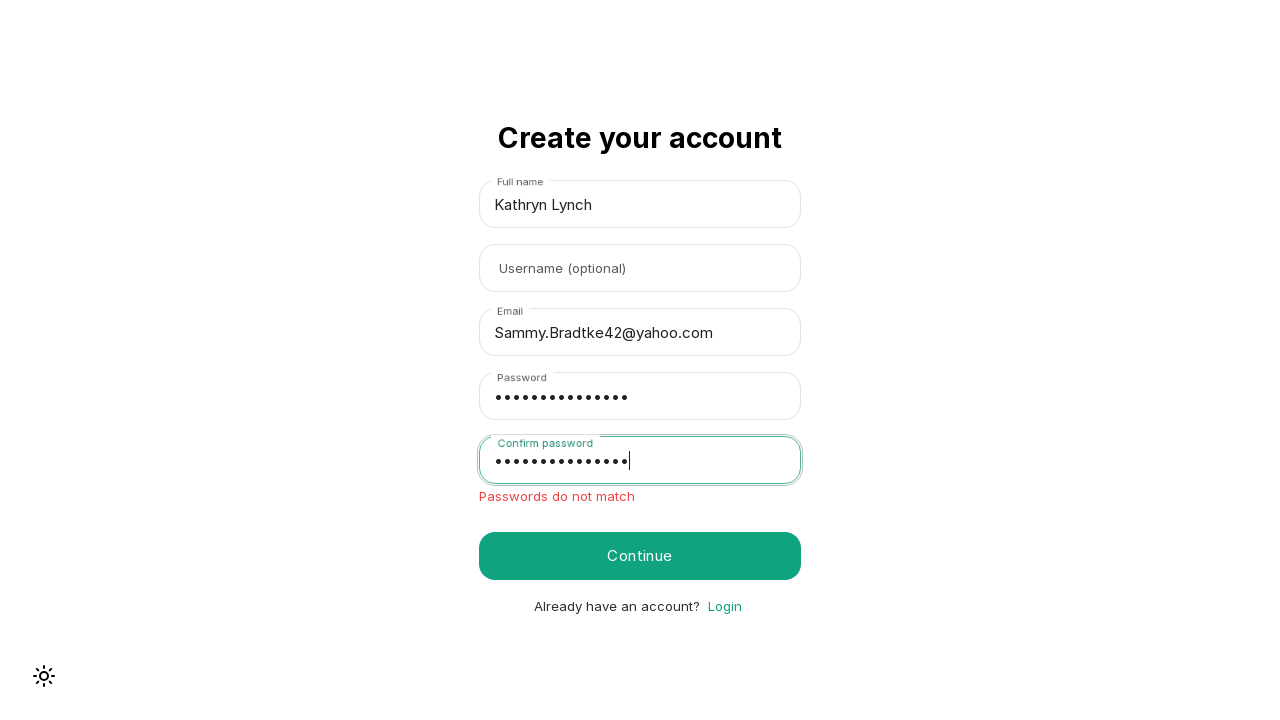 Create your account
Full name
Kathryn Lynch
Username (optional)
Email
Sammy.Bradtke42@yahoo.com
Password
•••••••••••••••
Confirm password
•••••••••••••••
Passwords do not match
Continue
Already have an account? Login